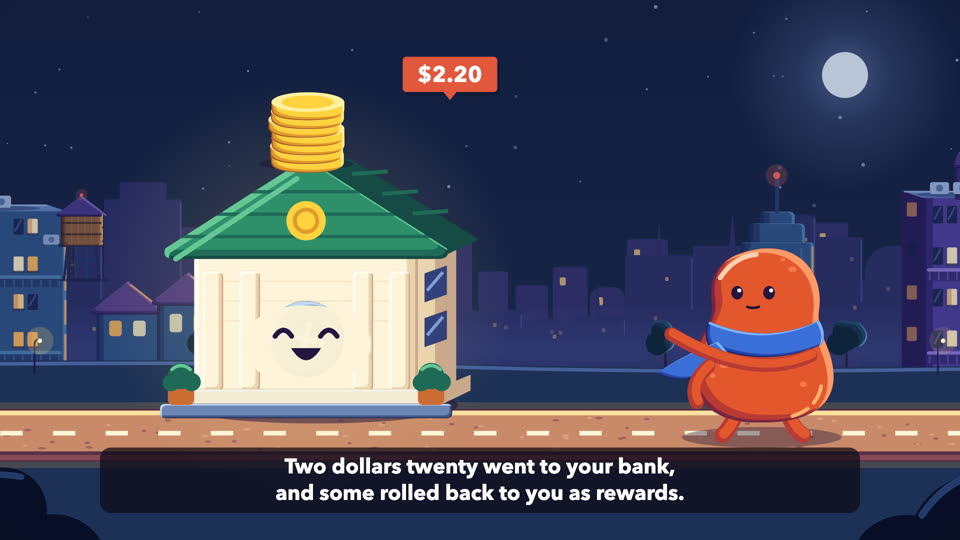 $2.20
Two dollars twenty went to your bank,
and some rolled back to you as rewards.